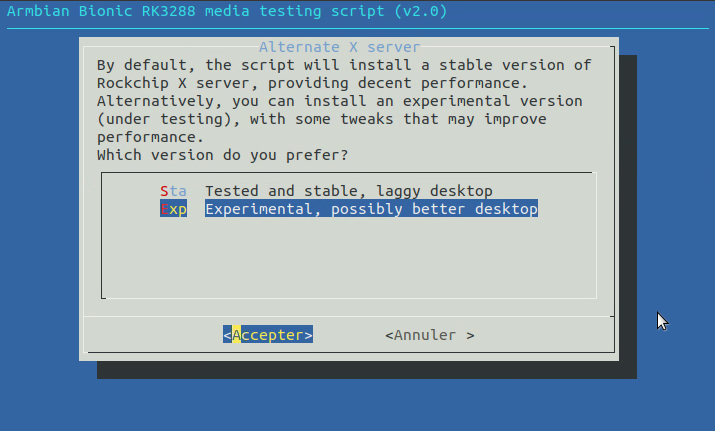 Armbian Bionic RK3288 media testing script (v2.0)
Alternate X server
By default, the script will install a stable version of
Rockchip X server, providing decent performance.
Alternatively, you can install an experimental version
(under testing), with some tweaks that may improve
performance.
Which version do you prefer?
Sta Tested and stable, laggy desktop
Exp Experimental, possibly better desktop
<Accepter> <Annuler >